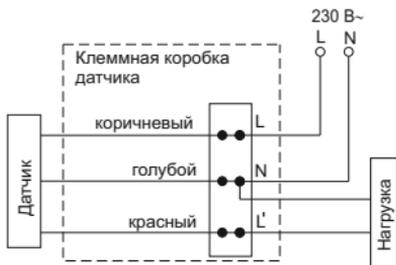 230 В~
L N
Клеммная коробка
датчика
коричневый L
голубой N
красный L'
Датчик
Нагрузка